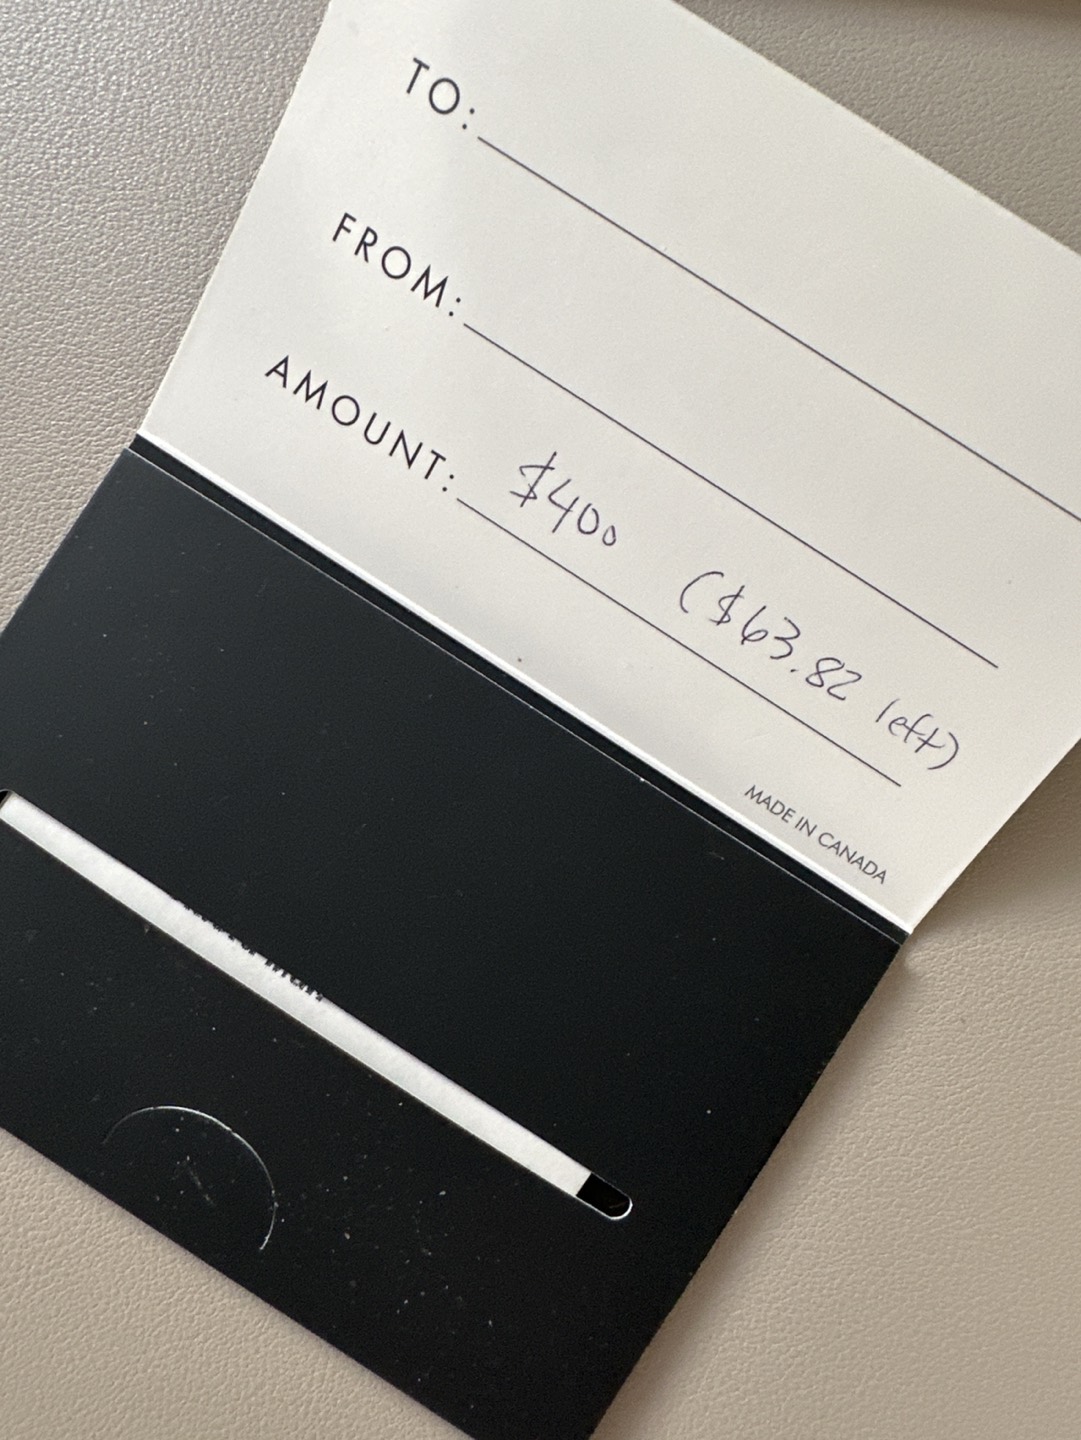 TO:
FROM:
AMOUNT: $400 ($63.82 left)
MADE IN CANADA